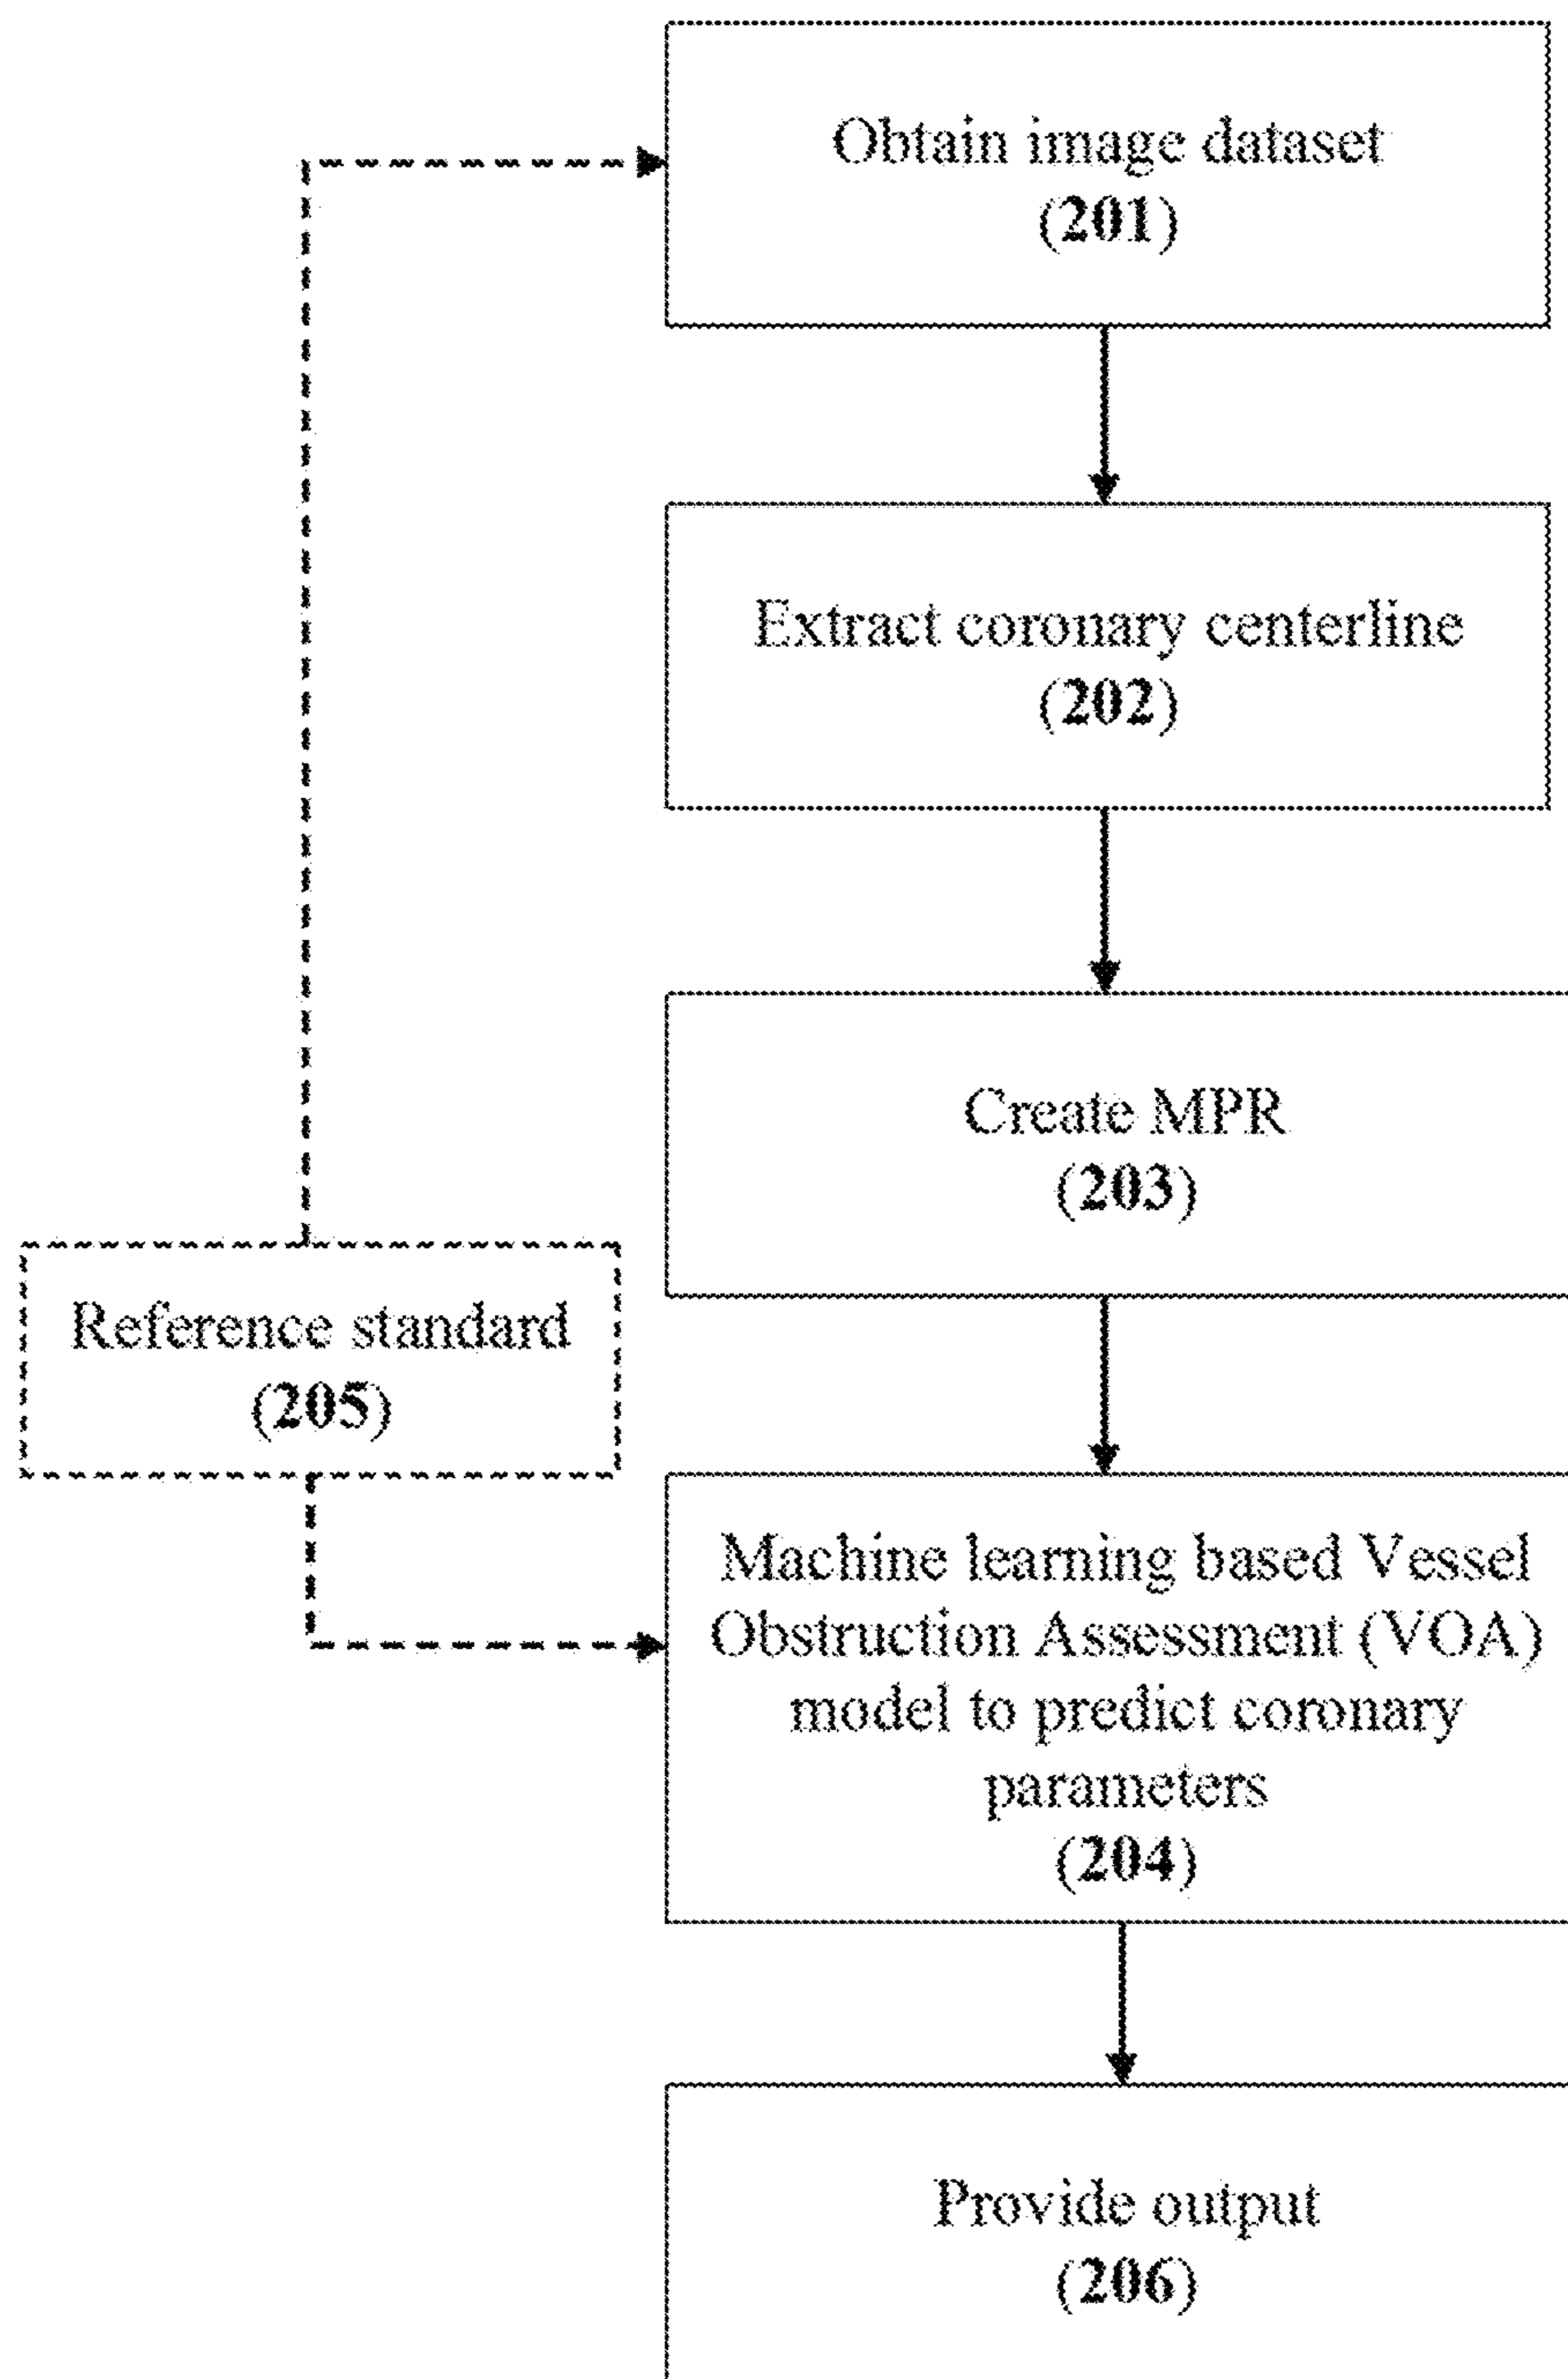 Obtain image dataset
(201)
Extract coronary centerline
(202)
Create MPR
(203)
Reference standard
(205)
Machine learning based Vessel
Obstruction Assessment (VOA)
model to predict coronary
parameters
(204)
Provide output
(206)